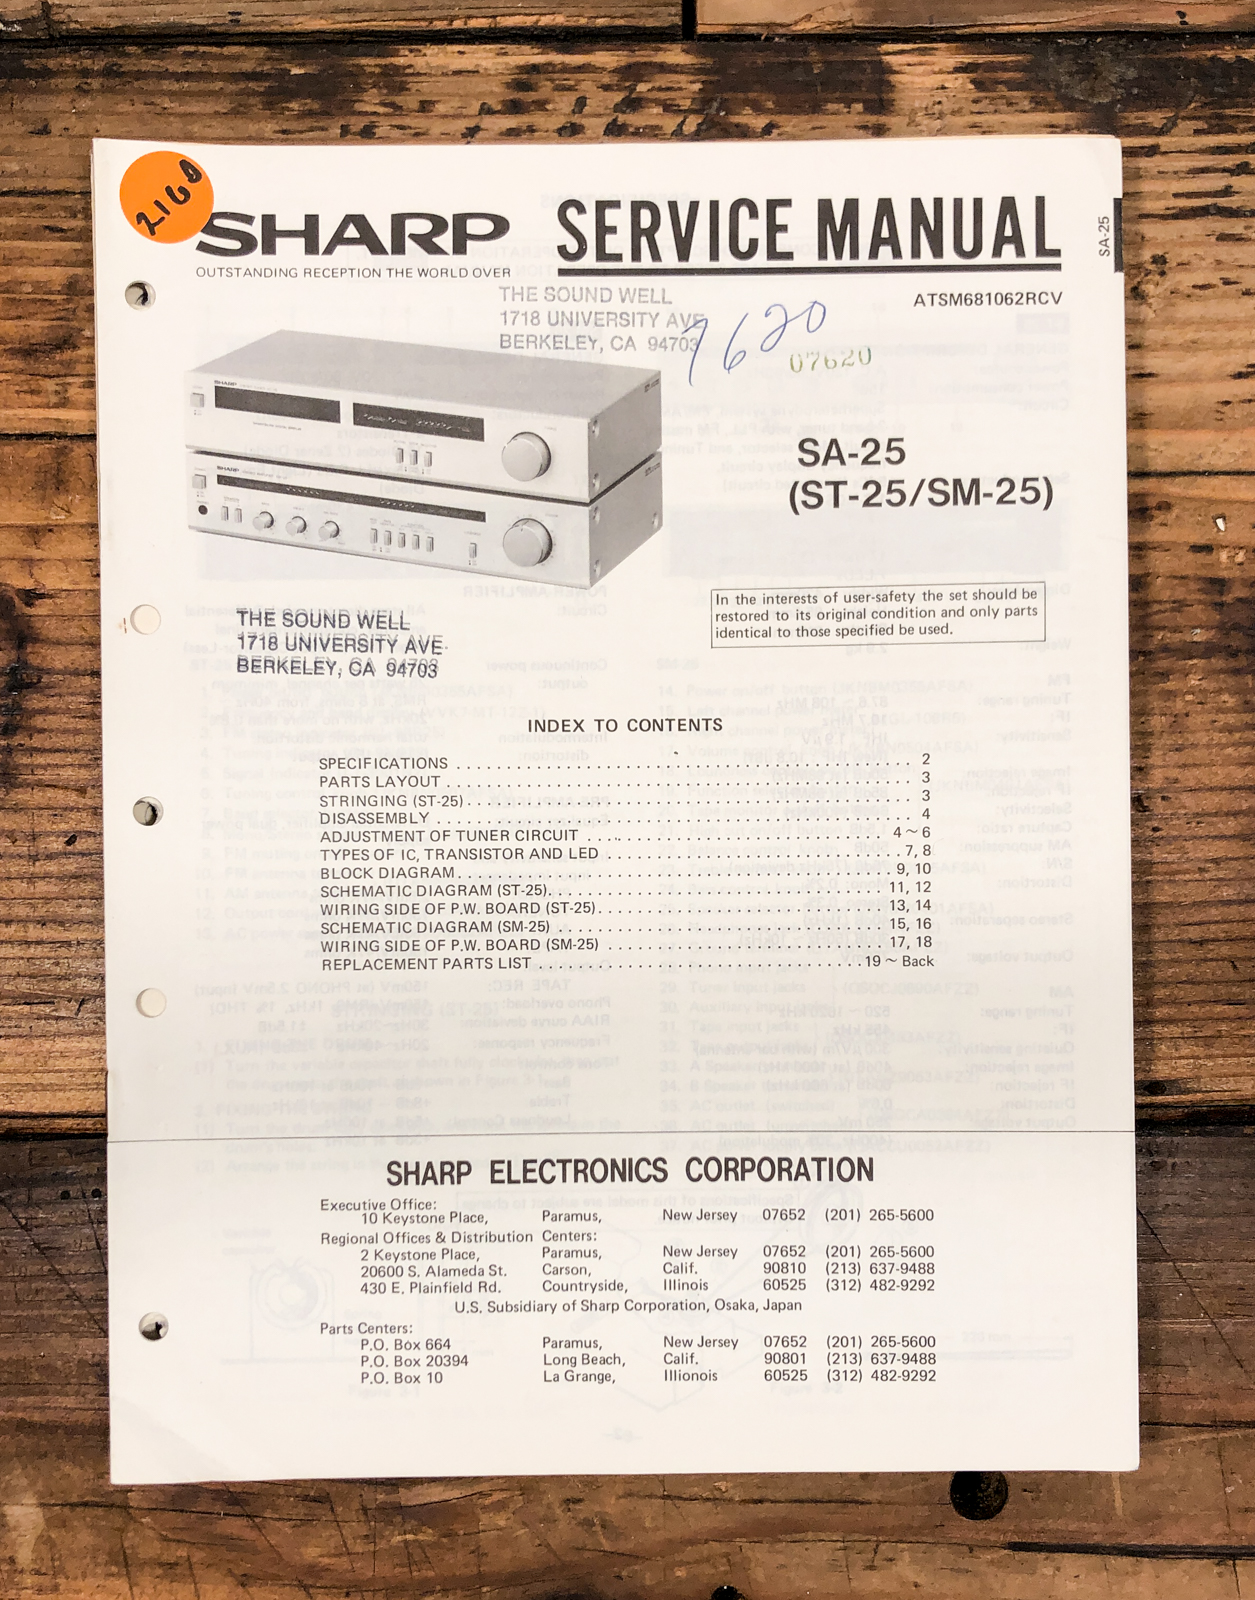 2160
SHARP SERVICE MANUAL
OUTSTANDING RECEPTION THE WORLD OVER
SA-25
ATSM681062RCV
THE SOUND WELL
1718 UNIVERSITY AVE
BERKELEY, CA 94703
7620
07620
SHARP
SHARP
SA-25
(ST-25/SM-25)
In the interests of user-safety the set should be
restored to its original condition and only parts
identical to those specified be used.
THE SOUND WELL
1718 UNIVERSITY AVE.
BERKELEY, CA 94703
INDEX TO CONTENTS
SPECIFICATIONS . . . . . . . . . . . . . . . . . . . . 2
PARTS LAYOUT . . . . . . . . . . . . . . . . . . . . 3
STRINGING (ST-25) . . . . . . . . . . . . . . . . . . . . 3
DISASSEMBLY . . . . . . . . . . . . . . . . . . . . 4
ADJUSTMENT OF TUNER CIRCUIT . . . . . . . . . . . . . . . . . . . . 4 ~ 6
TYPES OF IC, TRANSISTOR AND LED . . . . . . . . . . . . . . . . . . . . 7, 8
BLOCK DIAGRAM . . . . . . . . . . . . . . . . . . . . 9, 10
SCHEMATIC DIAGRAM (ST-25) . . . . . . . . . . . . . . . . . . . . 11, 12
WIRING SIDE OF P.W. BOARD (ST-25) . . . . . . . . . . . . . . . . . . . . 13, 14
SCHEMATIC DIAGRAM (SM-25) . . . . . . . . . . . . . . . . . . . . 15, 16
WIRING SIDE OF P.W. BOARD (SM-25) . . . . . . . . . . . . . . . . . . . . 17, 18
REPLACEMENT PARTS LIST . . . . . . . . . . . . . . . . . . . . 19 ~ Back
SHARP ELECTRONICS CORPORATION
Executive Office:
10 Keystone Place, Paramus, New Jersey 07652 (201) 265-5600
Regional Offices & Distribution Centers:
2 Keystone Place, Paramus, New Jersey 07652 (201) 265-5600
20600 S. Alameda St. Carson, Calif. 90810 (213) 637-9488
430 E. Plainfield Rd. Countryside, Illinois 60525 (312) 482-9292
U.S. Subsidiary of Sharp Corporation, Osaka, Japan
Parts Centers:
P.O. Box 664 Paramus, New Jersey 07652 (201) 265-5600
P.O. Box 20394 Long Beach, Calif. 90801 (213) 637-9488
P.O. Box 10 La Grange, Illionois 60525 (312) 482-9292